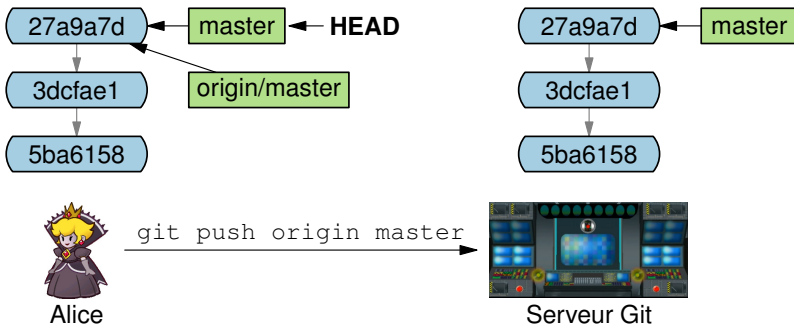 27a9a7d master HEAD
origin/master
3dcfae1
5ba6158
27a9a7d master
3dcfae1
5ba6158
git push origin master
Alice
Serveur Git